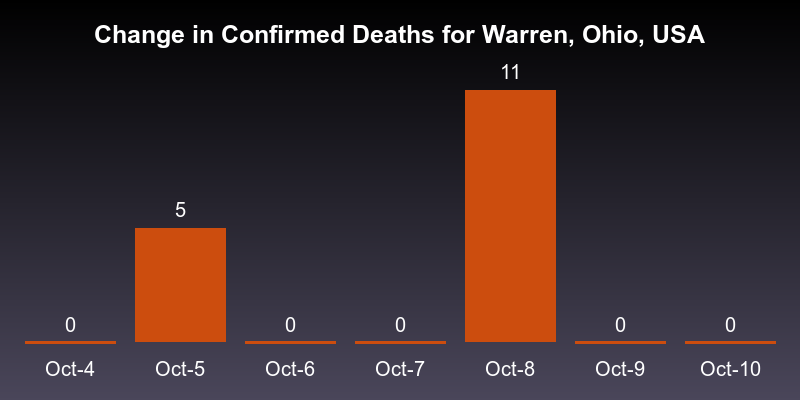 Change in Confirmed Deaths for Warren, Ohio, USA
11
5
0 0 0 0 0
Oct-4 Oct-5 Oct-6 Oct-7 Oct-8 Oct-9 Oct-10